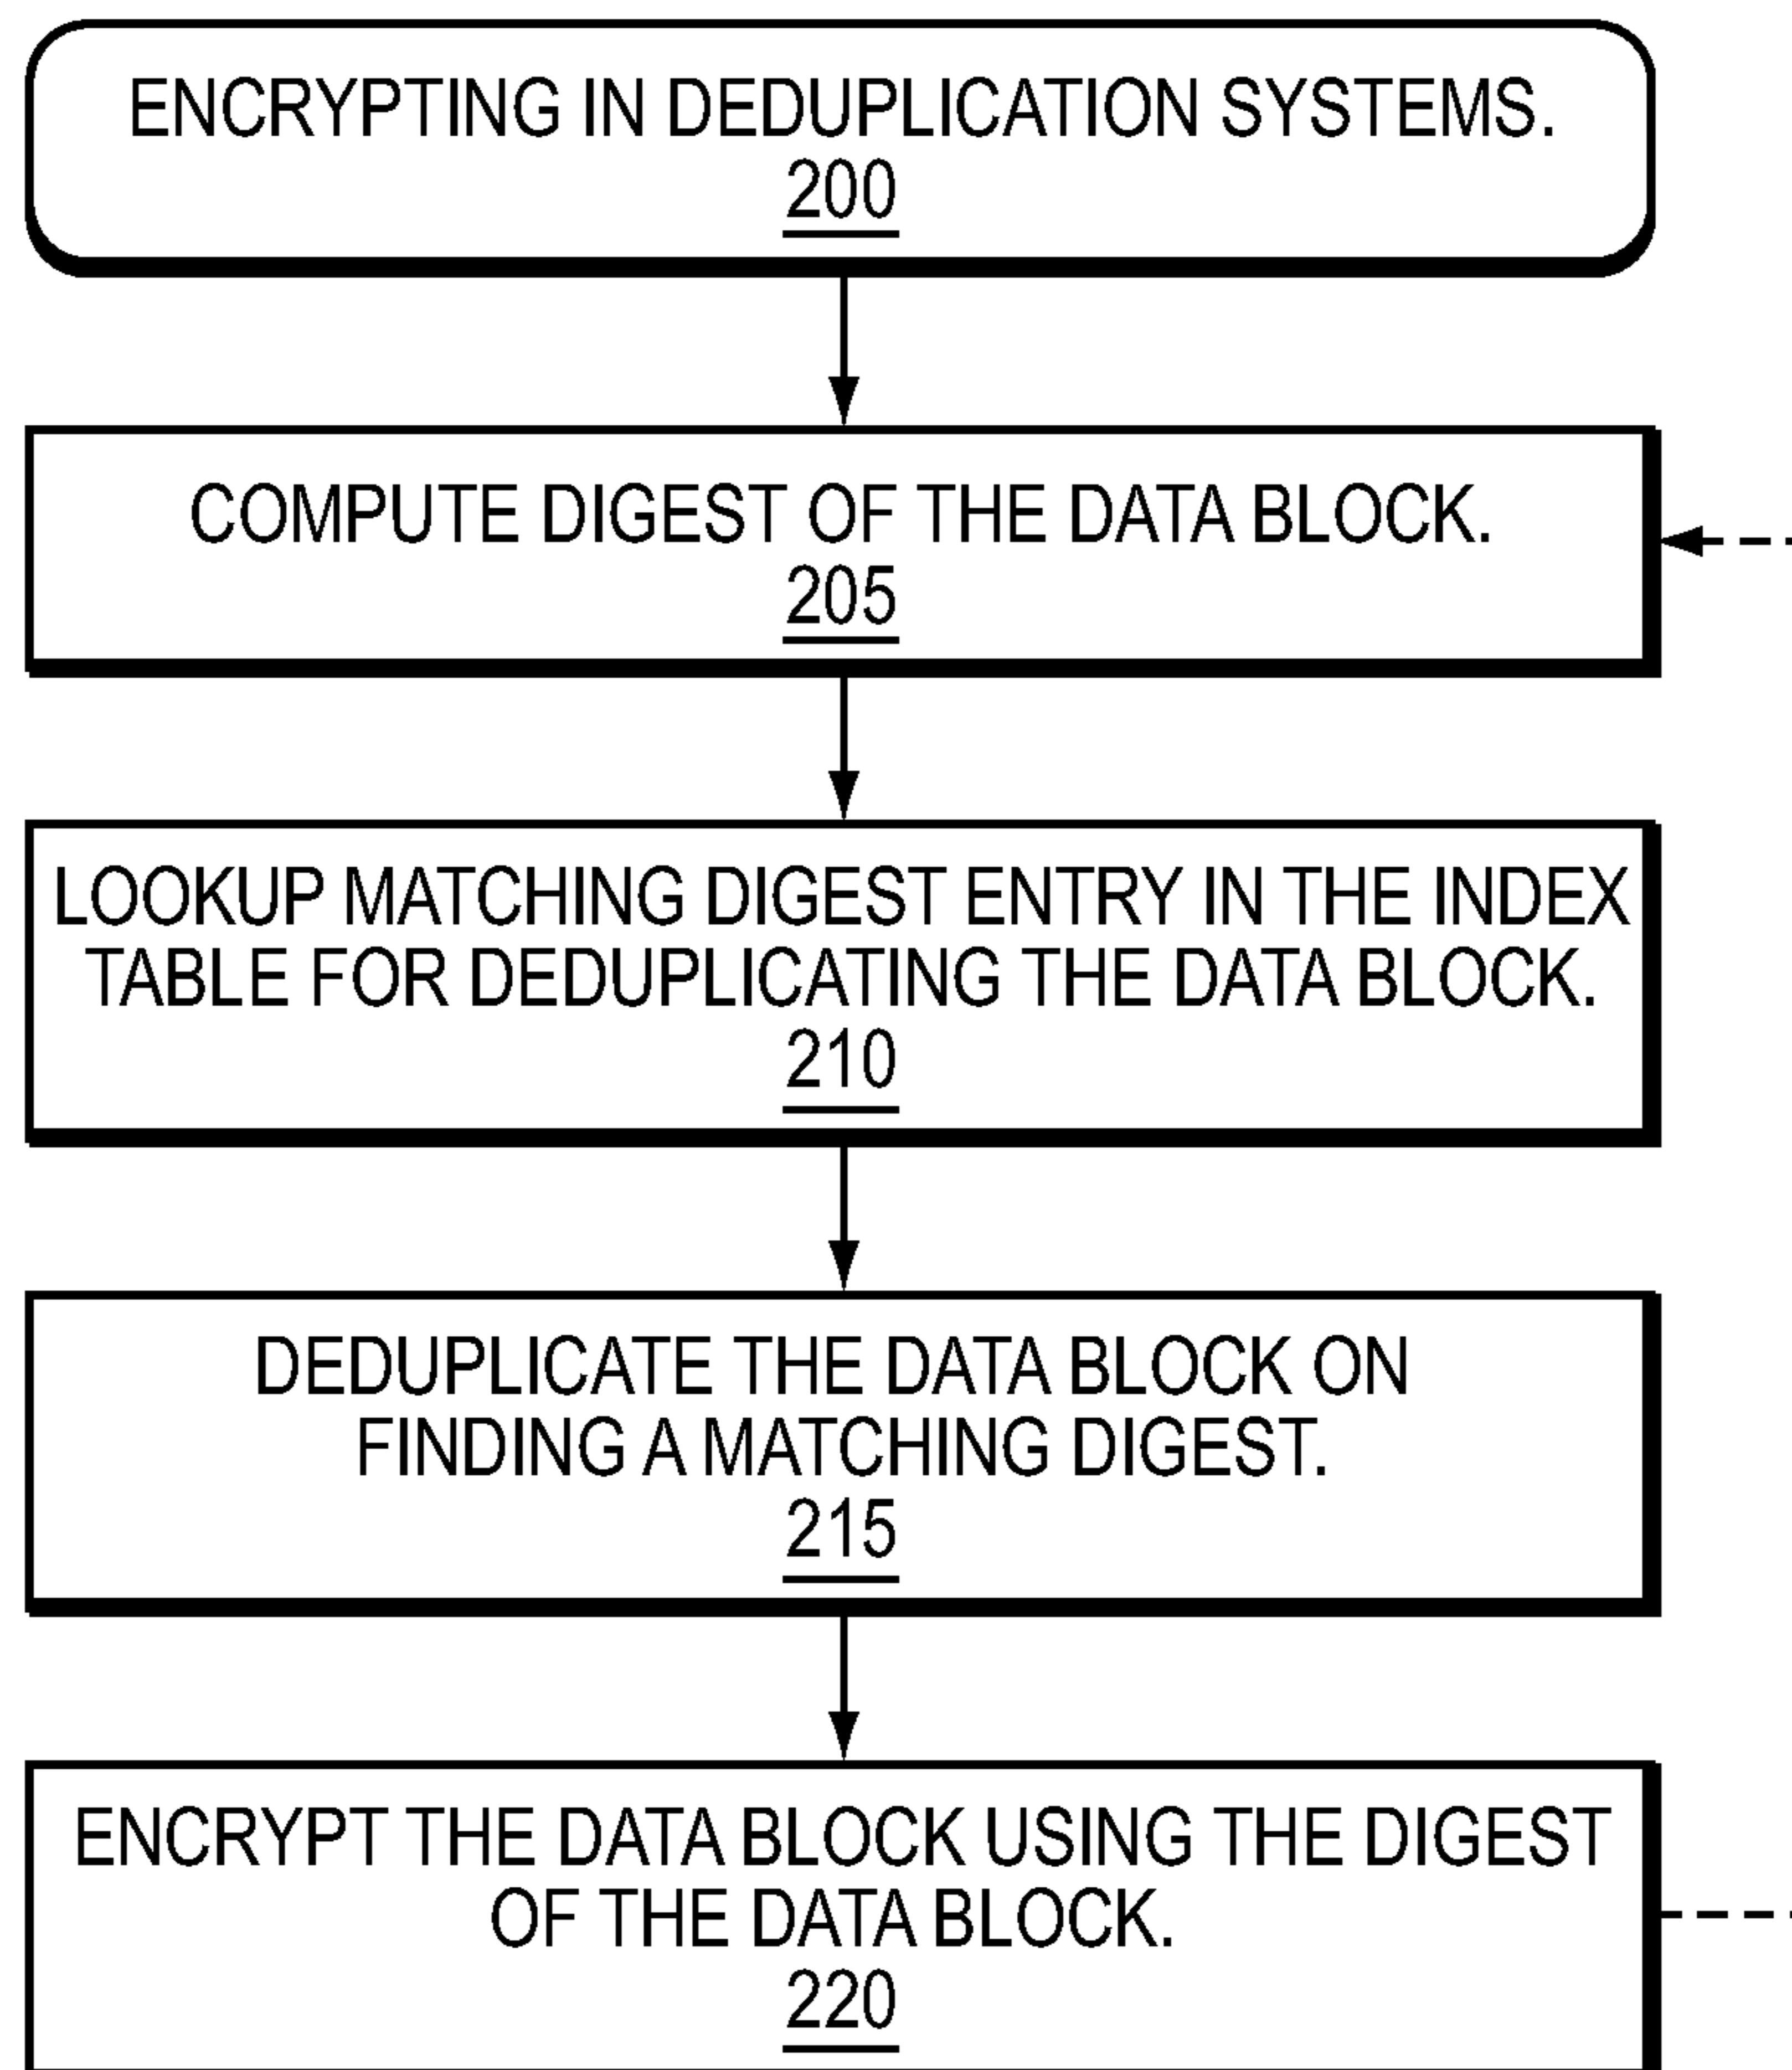 ENCRYPTING IN DEDUPLICATION SYSTEMS.
200
COMPUTE DIGEST OF THE DATA BLOCK.
205
LOOKUP MATCHING DIGEST ENTRY IN THE INDEX
TABLE FOR DEDUPLICATING THE DATA BLOCK.
210
DEDUPLICATE THE DATA BLOCK ON
FINDING A MATCHING DIGEST.
215
ENCRYPT THE DATA BLOCK USING THE DIGEST
OF THE DATA BLOCK.
220